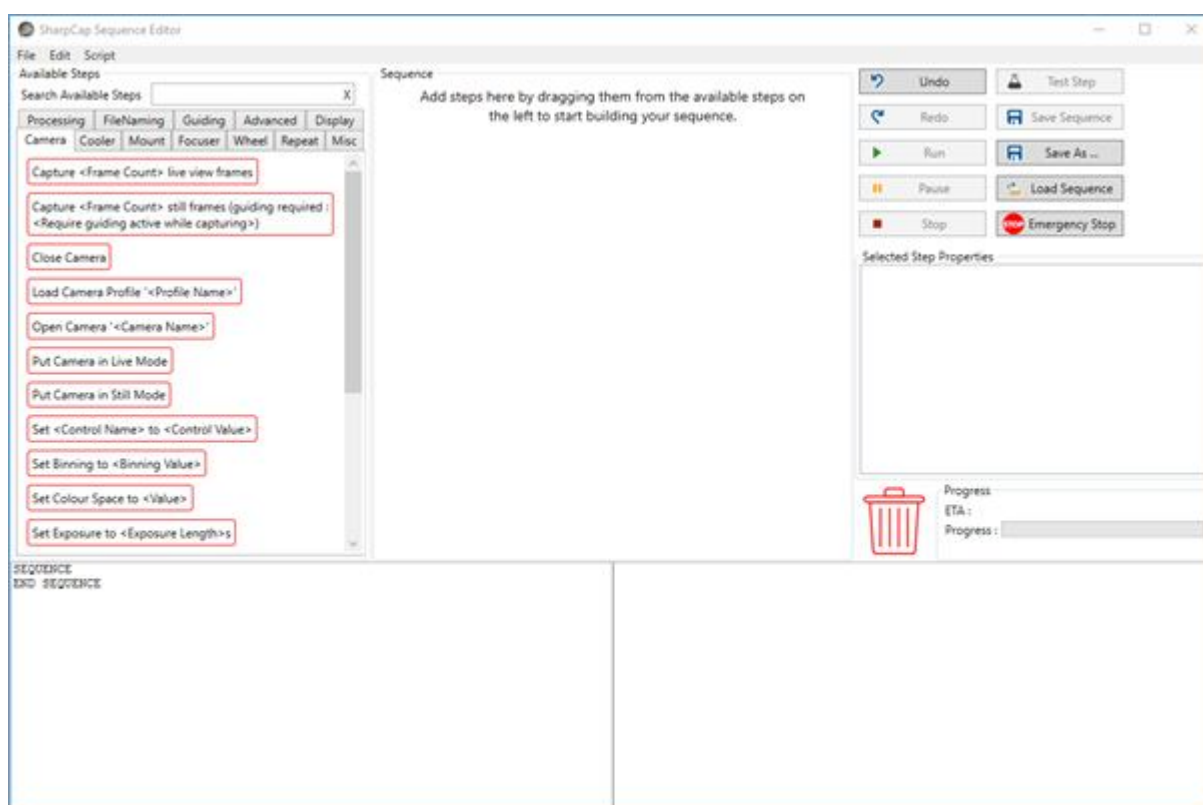 SharpCap Sequence Editor
File Edit Script
Available Steps
Search Available Steps X
Processing FileNaming Guiding Advanced Display
Camera Cooler Mount Focuser Wheel Repeat Misc
Capture <Frame Count> live view frames
Capture <Frame Count> still frames (guiding required :
<Require guiding active while capturing>)
Close Camera
Load Camera Profile '<Profile Name>'
Open Camera '<Camera Name>'
Put Camera in Live Mode
Put Camera in Still Mode
Set <Control Name> to <Control Value>
Set Binning to <Binning Value>
Set Colour Space to <Value>
Set Exposure to <Exposure Length>s
Sequence
Add steps here by dragging them from the available steps on
the left to start building your sequence.
Undo Test Step
Redo Save Sequence
Run Save As ...
Pause Load Sequence
Stop STOP Emergency Stop
Selected Step Properties
Progress
ETA :
Progress :
SEQUENCE
END SEQUENCE